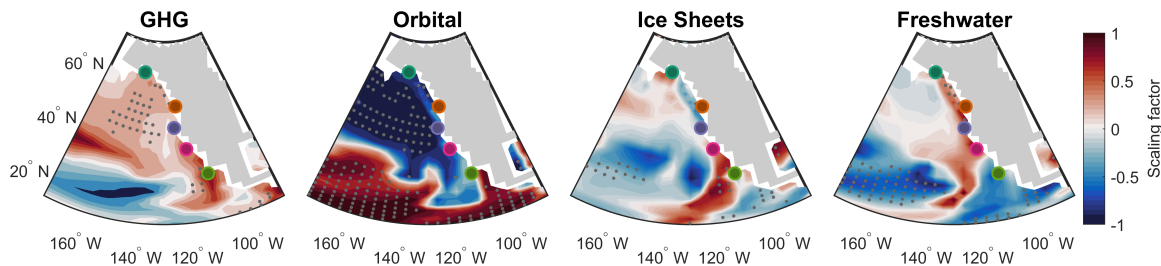 GHG Orbital Ice Sheets Freshwater
60° N
40° N
20° N
160° W 140° W 120° W 100° W
160° W 140° W 120° W 100° W
160° W 140° W 120° W 100° W
160° W 140° W 120° W 100° W
1
0.5
0
-0.5
-1
Scaling factor